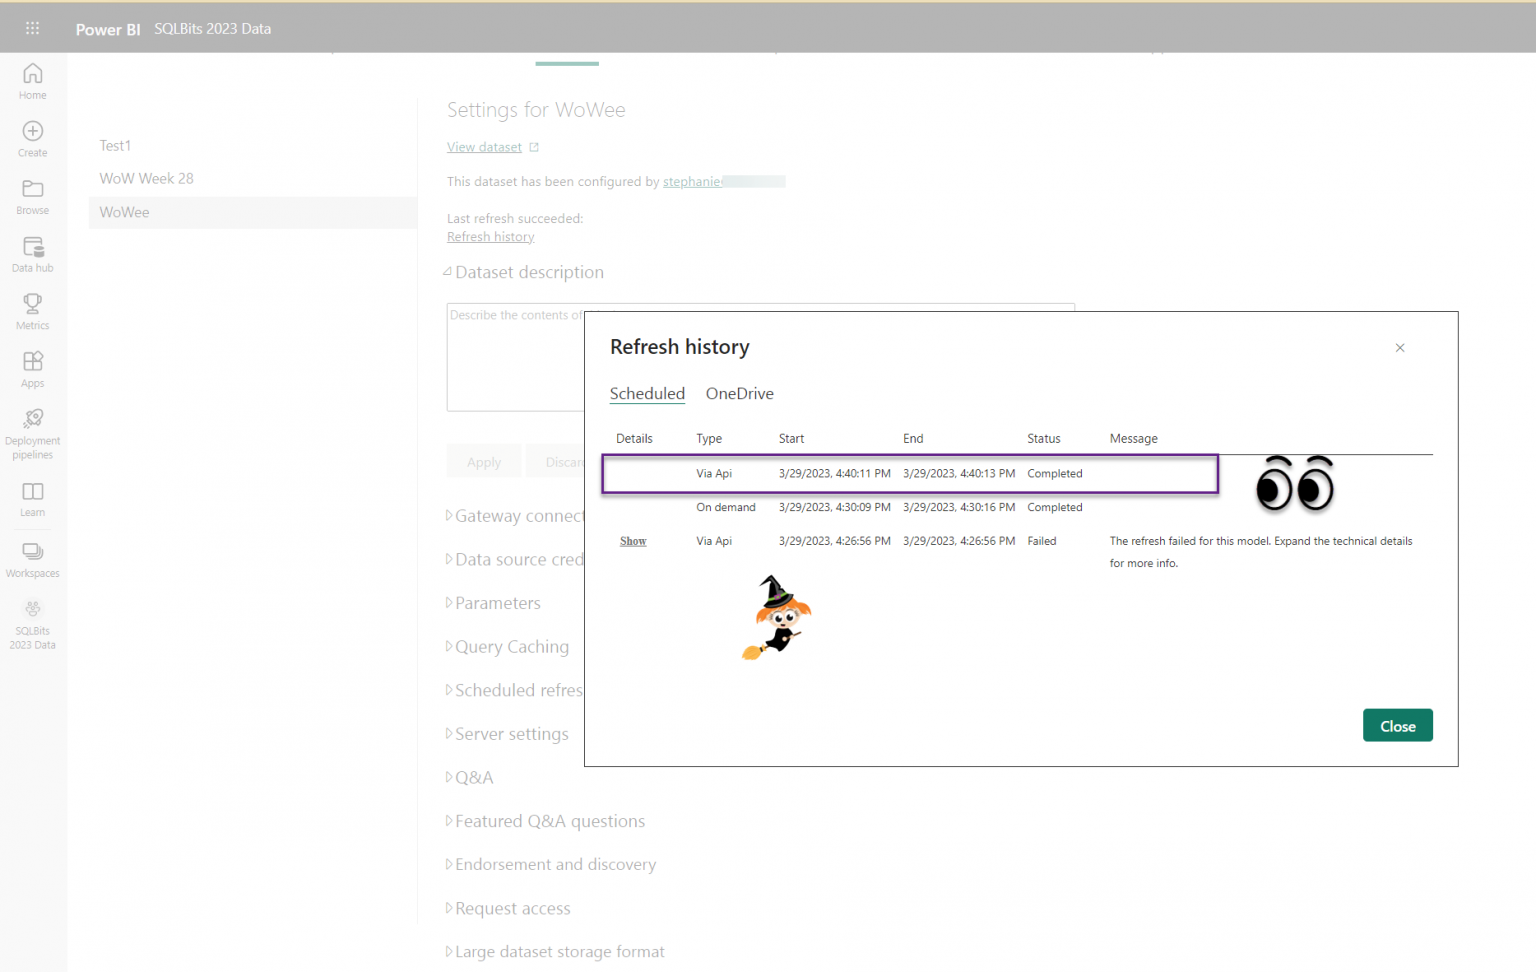 Power BI SQLBits 2023 Data
Home
Create
Browse
Data hub
Metrics
Apps
Deployment
pipelines
Learn
Workspaces
SQLBits
2023 Data
Test1
WoW Week 28
WoWee
Settings for WoWee
View dataset
This dataset has been configured by stephanie
Last refresh succeeded:
Refresh history
Dataset description
Describe the contents of
Apply Discard
Gateway connect
Data source cred
Parameters
Query Caching
Scheduled refres
Server settings
Q&A
Featured Q&A questions
Endorsement and discovery
Request access
Large dataset storage format
Refresh history
Scheduled OneDrive
Details Type Start End Status Message
Via Api 3/29/2023, 4:40:11 PM 3/29/2023, 4:40:13 PM Completed
On demand 3/29/2023, 4:30:09 PM 3/29/2023, 4:30:16 PM Completed
Show Via Api 3/29/2023, 4:26:56 PM 3/29/2023, 4:26:56 PM Failed The refresh failed for this model. Expand the technical details
for more info.
Close